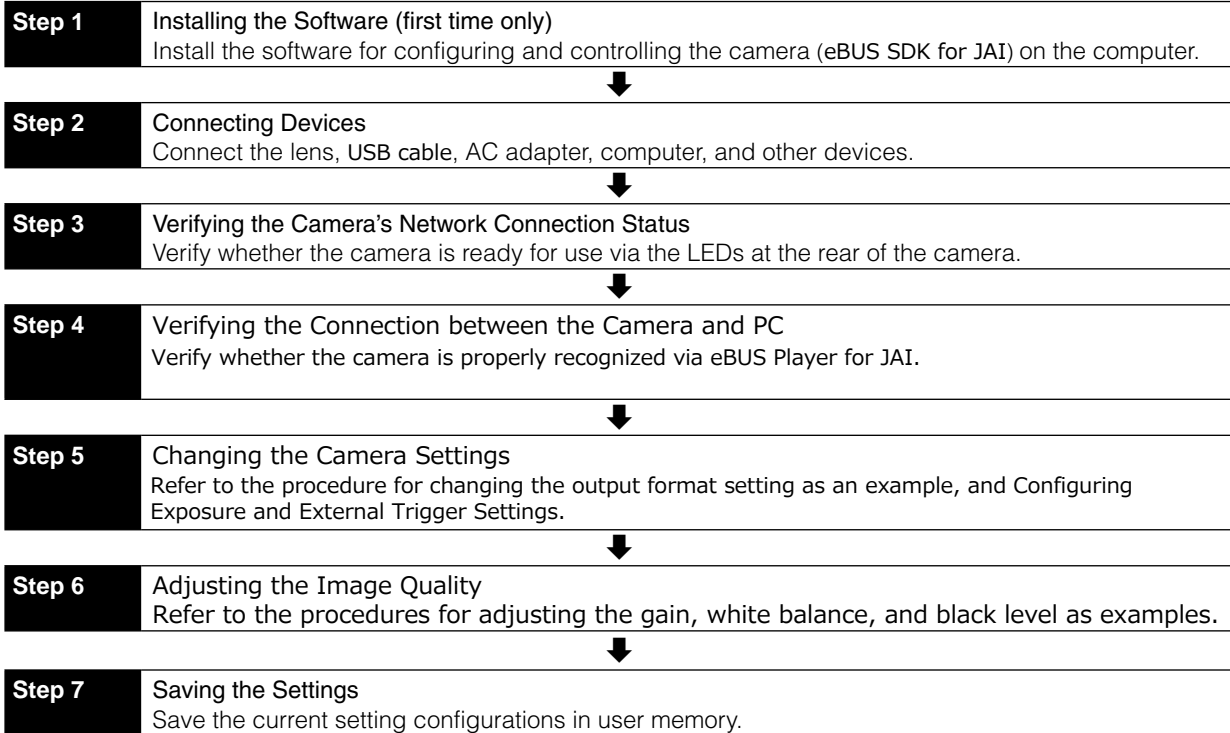 Step 1
Installing the Software (first time only)
Install the software for configuring and controlling the camera (eBUS SDK for JAI) on the computer.
Step 2
Connecting Devices
Connect the lens, USB cable, AC adapter, computer, and other devices.
Step 3
Verifying the Camera's Network Connection Status
Verify whether the camera is ready for use via the LEDs at the rear of the camera.
Step 4
Verifying the Connection between the Camera and PC
Verify whether the camera is properly recognized via eBUS Player for JAI.
Step 5
Changing the Camera Settings
Refer to the procedure for changing the output format setting as an example, and Configuring
Exposure and External Trigger Settings.
Step 6
Adjusting the Image Quality
Refer to the procedures for adjusting the gain, white balance, and black level as examples.
Step 7
Saving the Settings
Save the current setting configurations in user memory.